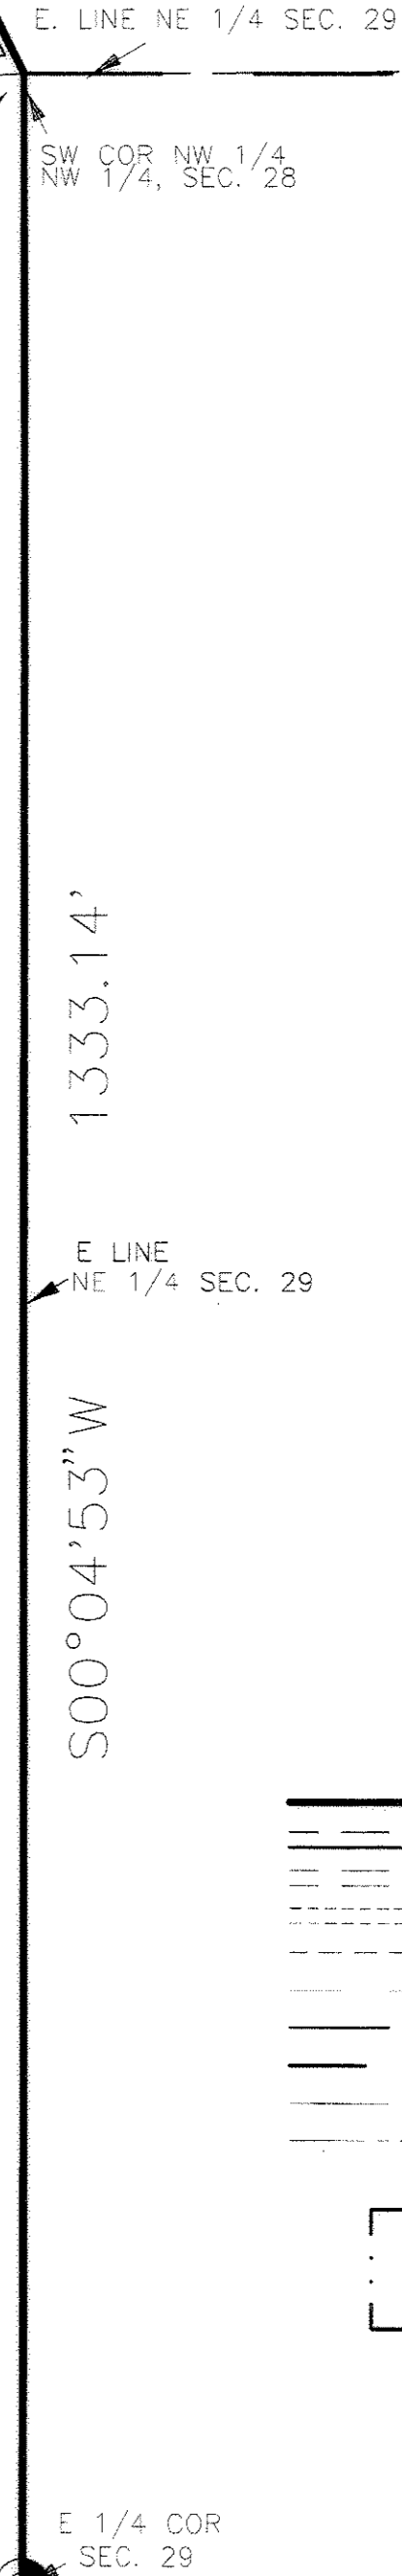 E. LINE NE 1/4 SEC. 29
SW COR NW 1/4
NW 1/4, SEC. 28
1333.14'
E LINE
NE 1/4 SEC. 29
S00°04'53"W
E 1/4 COR
SEC. 29